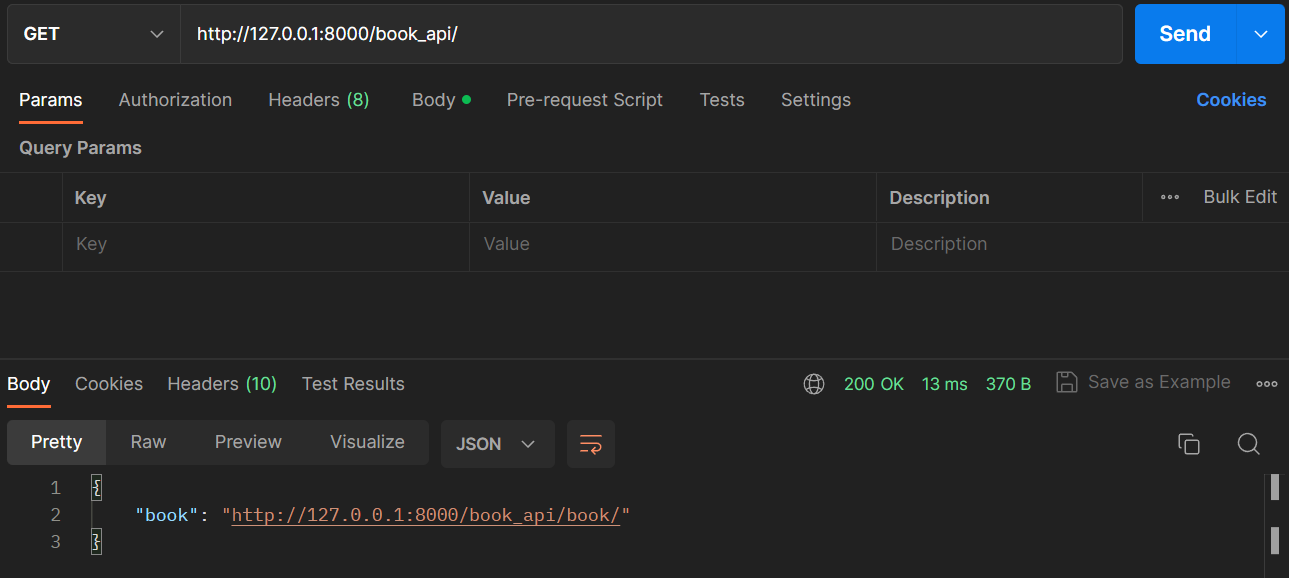 GET http://127.0.0.1:8000/book_api/ Send
Params Authorization Headers (8) Body Pre-request Script Tests Settings Cookies
Query Params
Key Value Description Bulk Edit
Key Value Description
Body Cookies Headers (10) Test Results 200 OK 13 ms 370 B Save as Example
Pretty Raw Preview Visualize JSON
1 {
2 "book": "http://127.0.0.1:8000/book_api/book/"
3 }